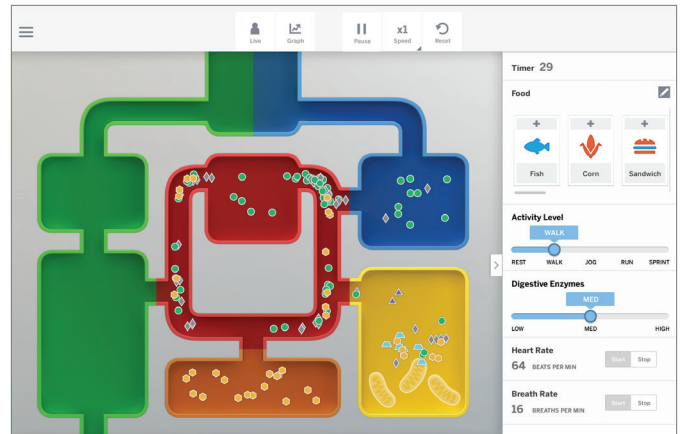 Live
Graph
Pause
x1
Speed
Reset
Timer 29
Food
+
+
+
Fish
Corn
Sandwich
Activity Level
WALK
REST WALK JOG RUN SPRINT
Digestive Enzymes
MED
LOW MED HIGH
Heart Rate
64 BEATS PER MIN
Start Stop
Breath Rate
16 BREATHS PER MIN
Start Stop